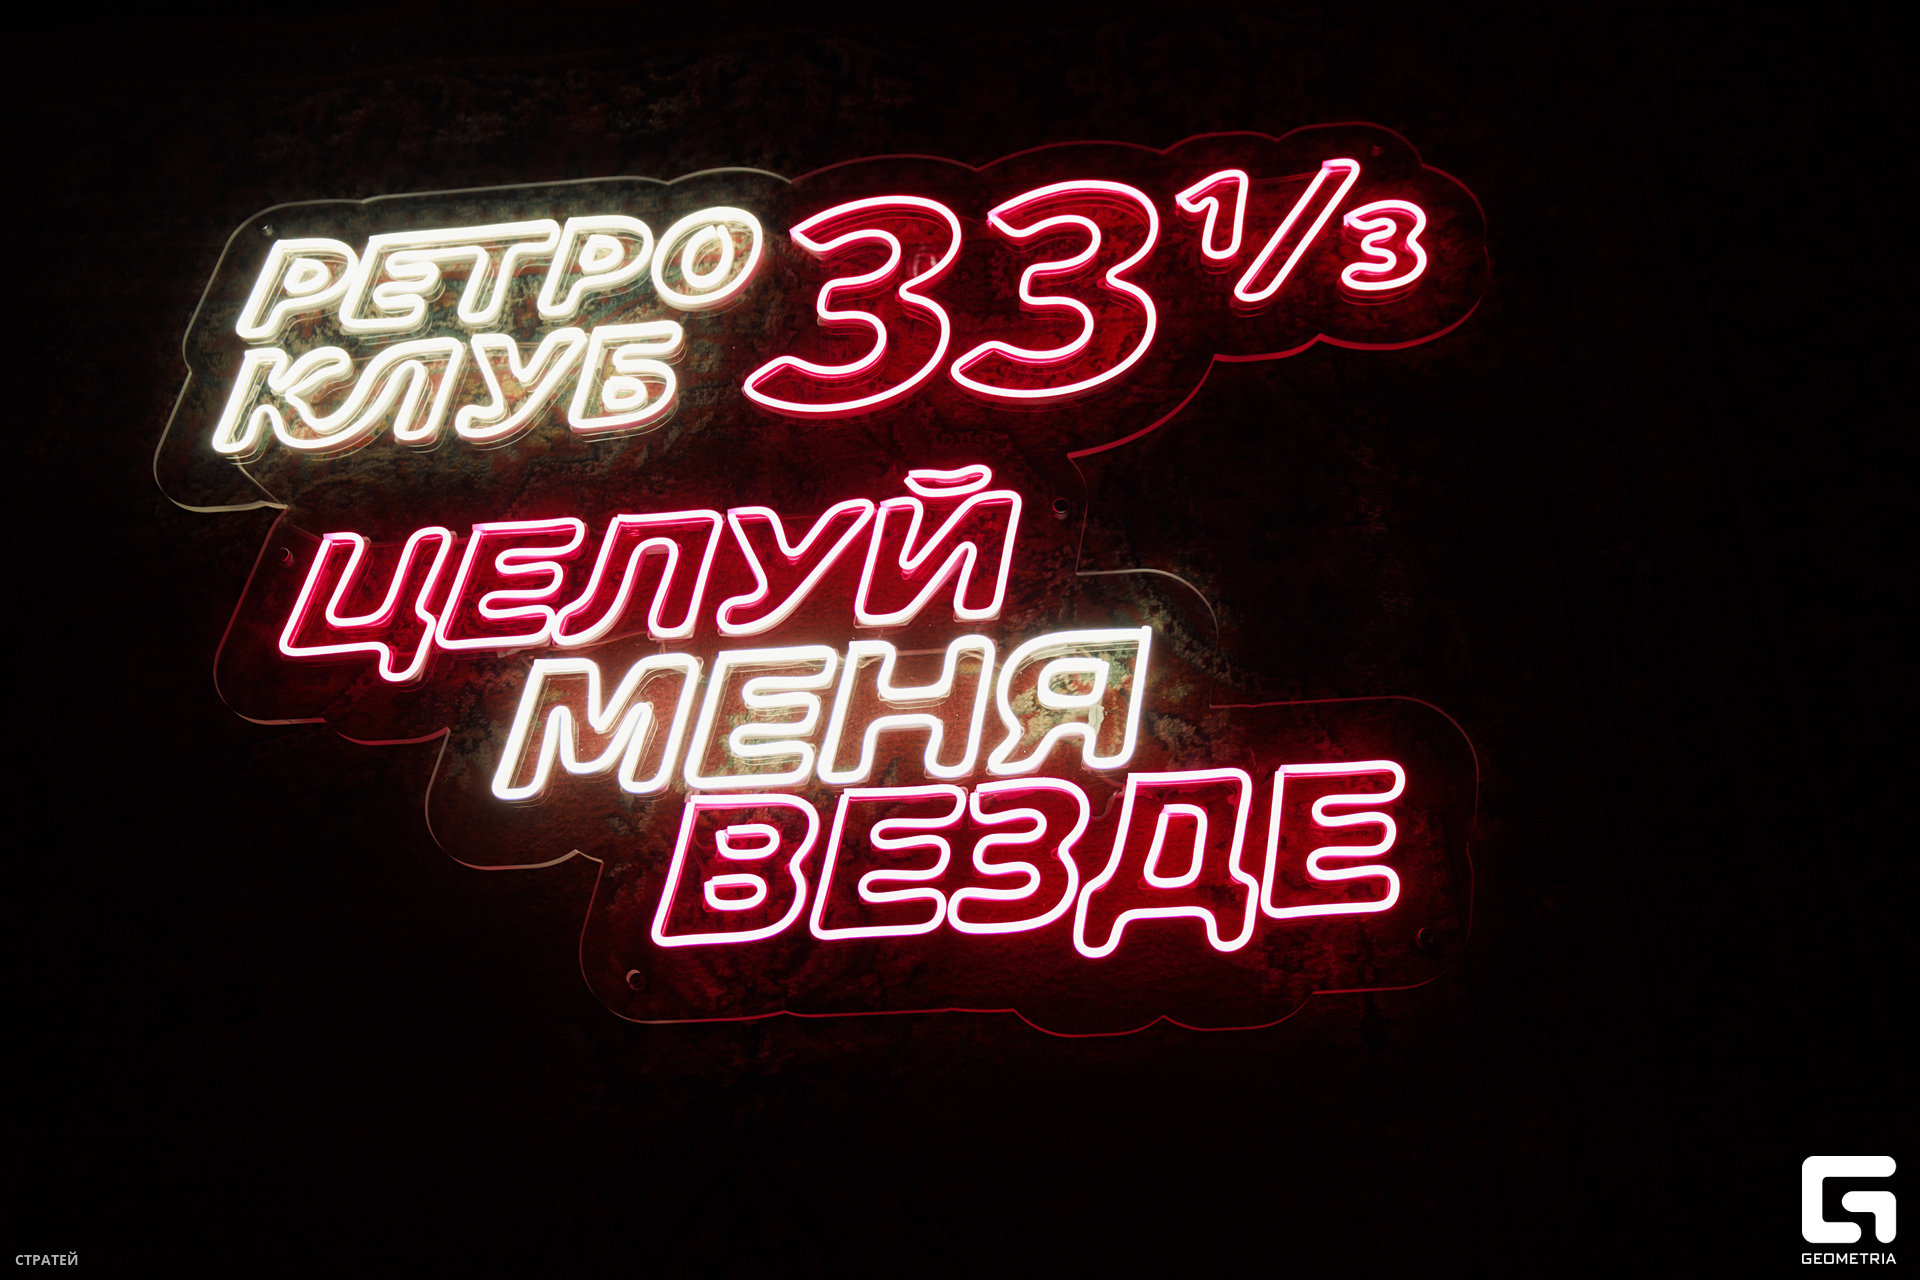 РЕТРО
КЛУБ 33 1/3
ЦЕЛУЙ
МЕНЯ
ВЕЗДЕ
СТРАТЕЙ
GEOMETRIA